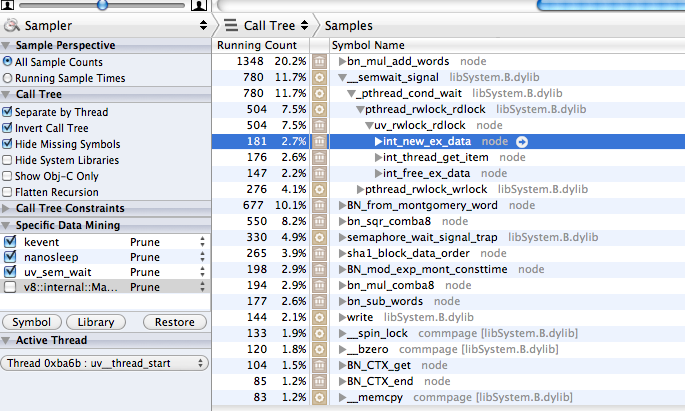 Sampler
Call Tree
Samples
Sample Perspective
All Sample Counts
Running Sample Times
Call Tree
Separate by Thread
Invert Call Tree
Hide Missing Symbols
Hide System Libraries
Show Obj-C Only
Flatten Recursion
Call Tree Constraints
Specific Data Mining
kevent Prune
nanosleep Prune
uv_sem_wait Prune
v8::internal::Ma... Prune
Symbol Library Restore
Active Thread
Thread 0xba6b : uv__thread_start
Running Count Symbol Name
1348 20.2% bn_mul_add_words node
780 11.7% __semwait_signal libSystem.B.dylib
780 11.7% _pthread_cond_wait libSystem.B.dylib
504 7.5% pthread_rwlock_rdlock libSystem.B.dylib
504 7.5% uv_rwlock_rdlock node
181 2.7% int_new_ex_data node
176 2.6% int_thread_get_item node
147 2.2% int_free_ex_data node
276 4.1% pthread_rwlock_wrlock libSystem.B.dylib
677 10.1% BN_from_montgomery_word node
550 8.2% bn_sqr_comba8 node
330 4.9% semaphore_wait_signal_trap libSystem.B.dylib
265 3.9% sha1_block_data_order node
198 2.9% BN_mod_exp_mont_consttime node
194 2.9% bn_mul_comba8 node
177 2.6% bn_sub_words node
144 2.1% write libSystem.B.dylib
133 1.9% __spin_lock commpage [libSystem.B.dylib]
120 1.8% __bzero commpage [libSystem.B.dylib]
104 1.5% BN_CTX_get node
85 1.2% BN_CTX_end node
83 1.2% __memcpy commpage [libSystem.B.dylib]